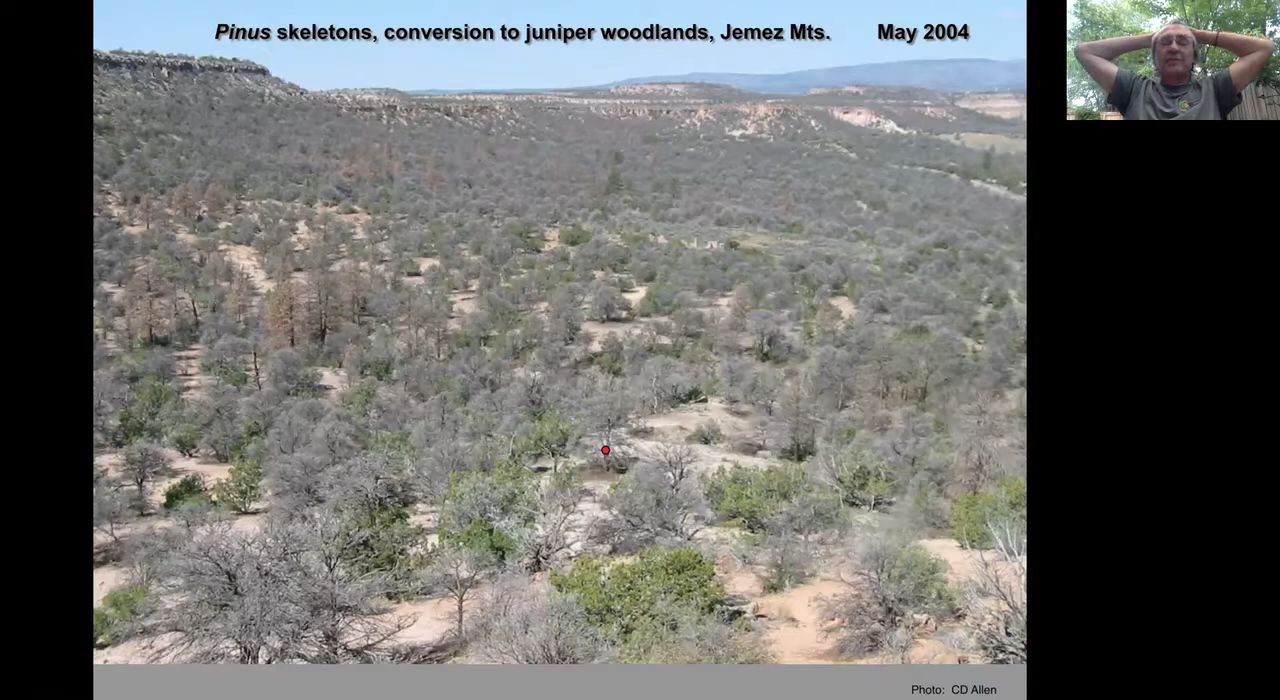 Pinus skeletons, conversion to juniper woodlands, Jemez Mts. May 2004
Photo: CD Allen